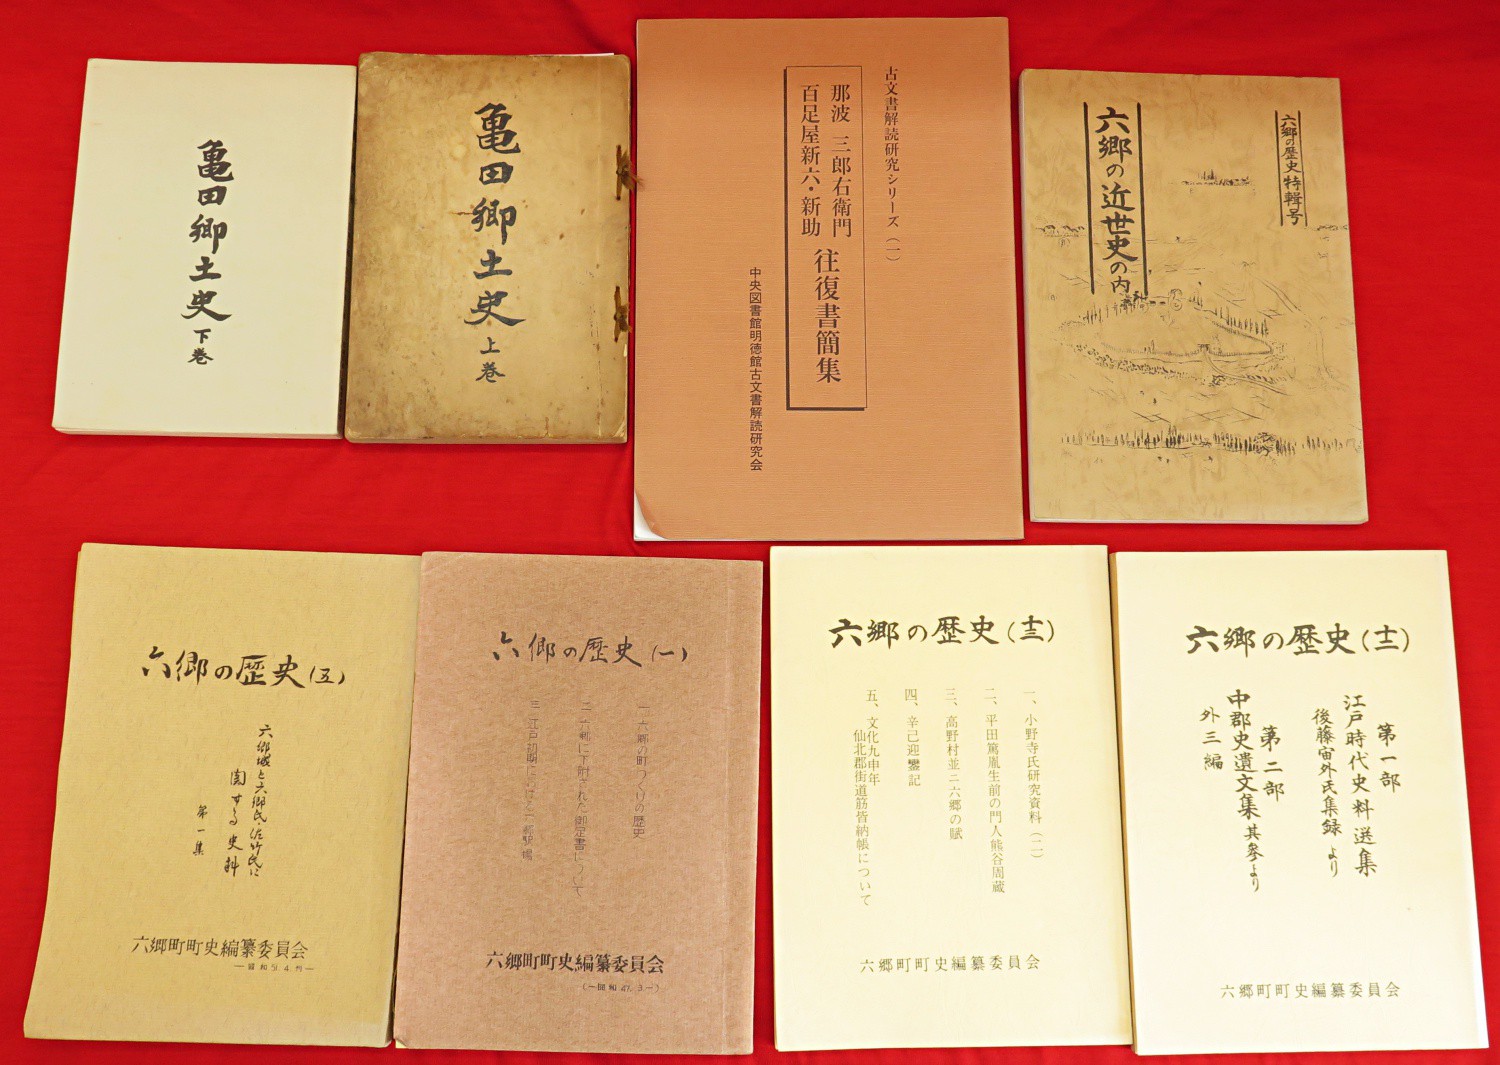 亀田郷土史
下巻
亀田郷土史
上巻
古文書解読研究シリーズ(一)
那波 三郎右衛門
百足屋新六・新助
往復書簡集
中央図書館明徳館古文書解読研究会
六郷の歴史特輯号
六郷の近世史の内
六郷の歴史(五)
六郷城と六郷氏・佐竹氏に
関する史料
第一集
六郷町町史編纂委員会
—昭和51.4.刊—
六郷の歴史(一)
一、六郷の町づくりの歴史
二、六郷に下附された御定書について
六郷町町史編纂委員会
(一昭和47.3.一)
六郷の歴史(十三)
一、小野寺氏研究資料(二)
二、平田篤胤生前の門人熊谷周蔵
三、高野村並ニ六郷の賦
四、辛己迎鑾記
五、文化九申年
仙北郡街道筋皆納帳について
六郷町町史編纂委員会
六郷の歴史(十二)
第一部
江戸時代史料選集
後藤宙外氏集録より
第二部
中郡史遺文集其参より
外三編
六郷町町史編纂委員会